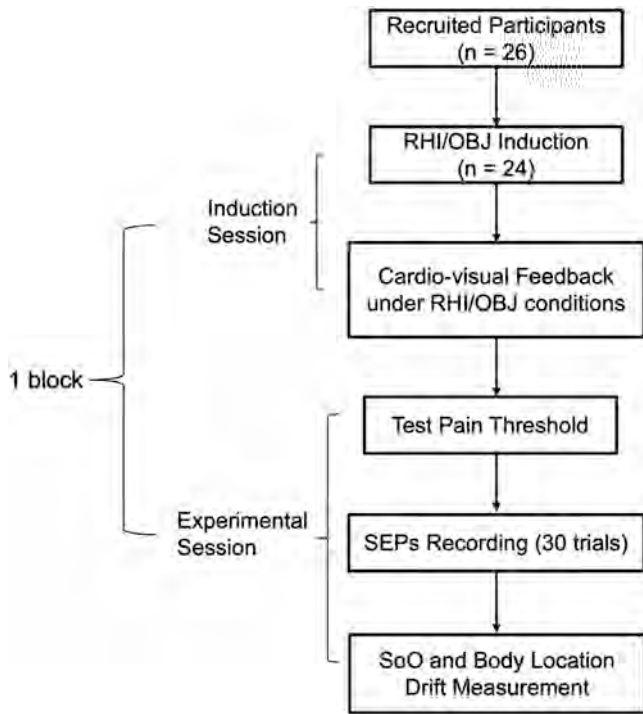 Recruited Participants
(n = 26)
RHI/OBJ Induction
(n = 24)
Induction
Session
Cardio-visual Feedback
under RHI/OBJ conditions
1 block
Test Pain Threshold
Experimental
Session
SEPs Recording (30 trials)
SoO and Body Location
Drift Measurement